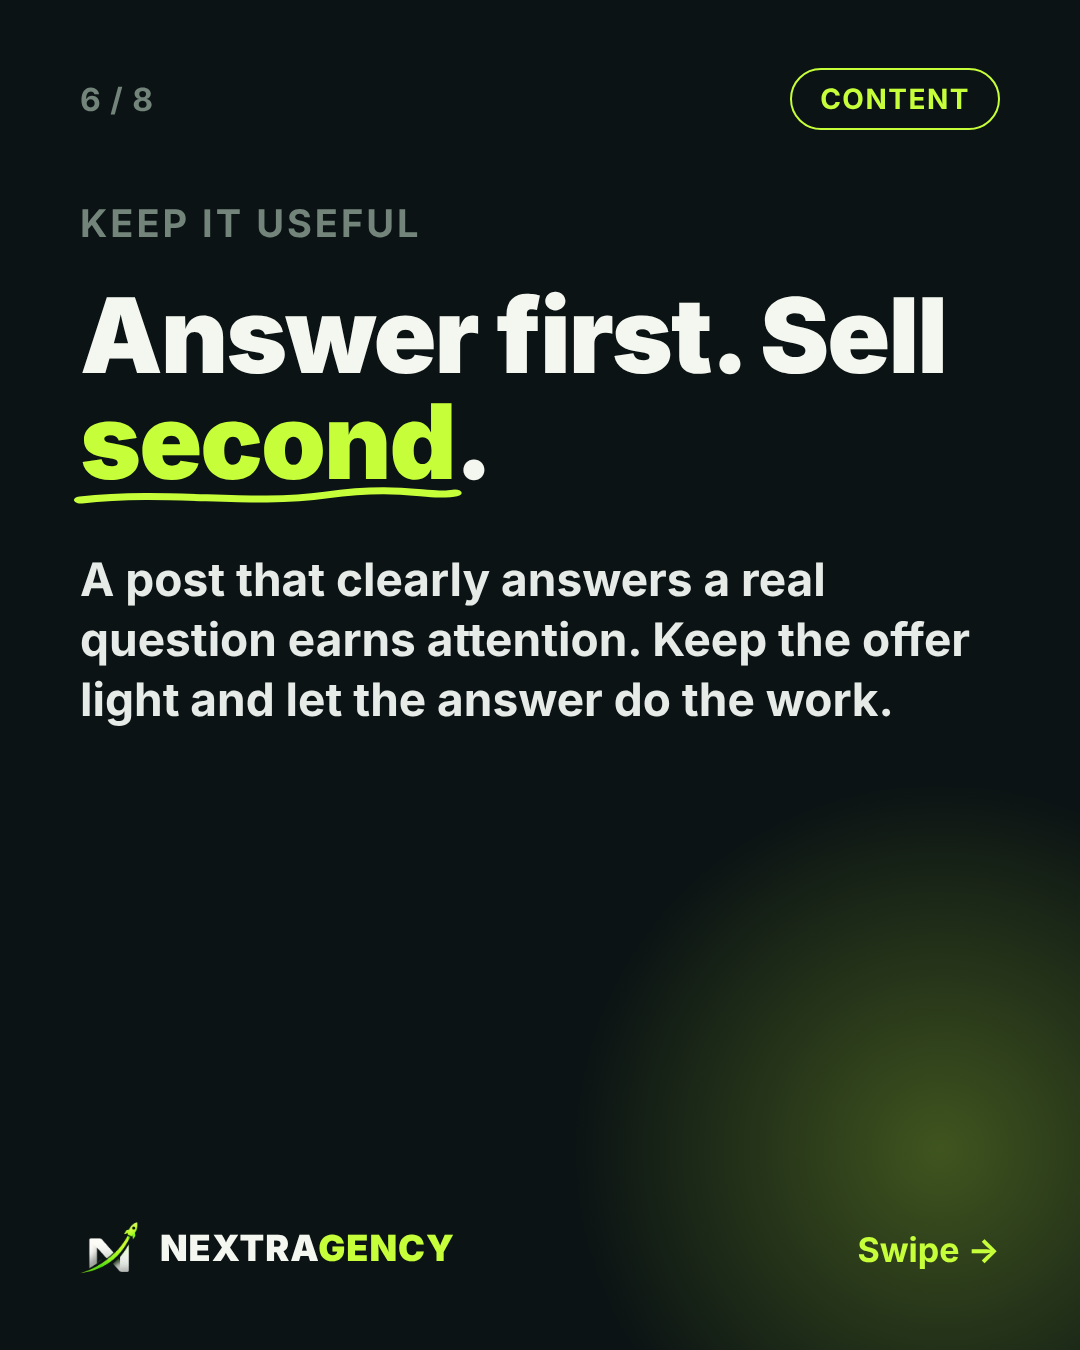 6 / 8
CONTENT
KEEP IT USEFUL
Answer first. Sell
second.
A post that clearly answers a real
question earns attention. Keep the offer
light and let the answer do the work.
NEXTRAGENCY
Swipe →